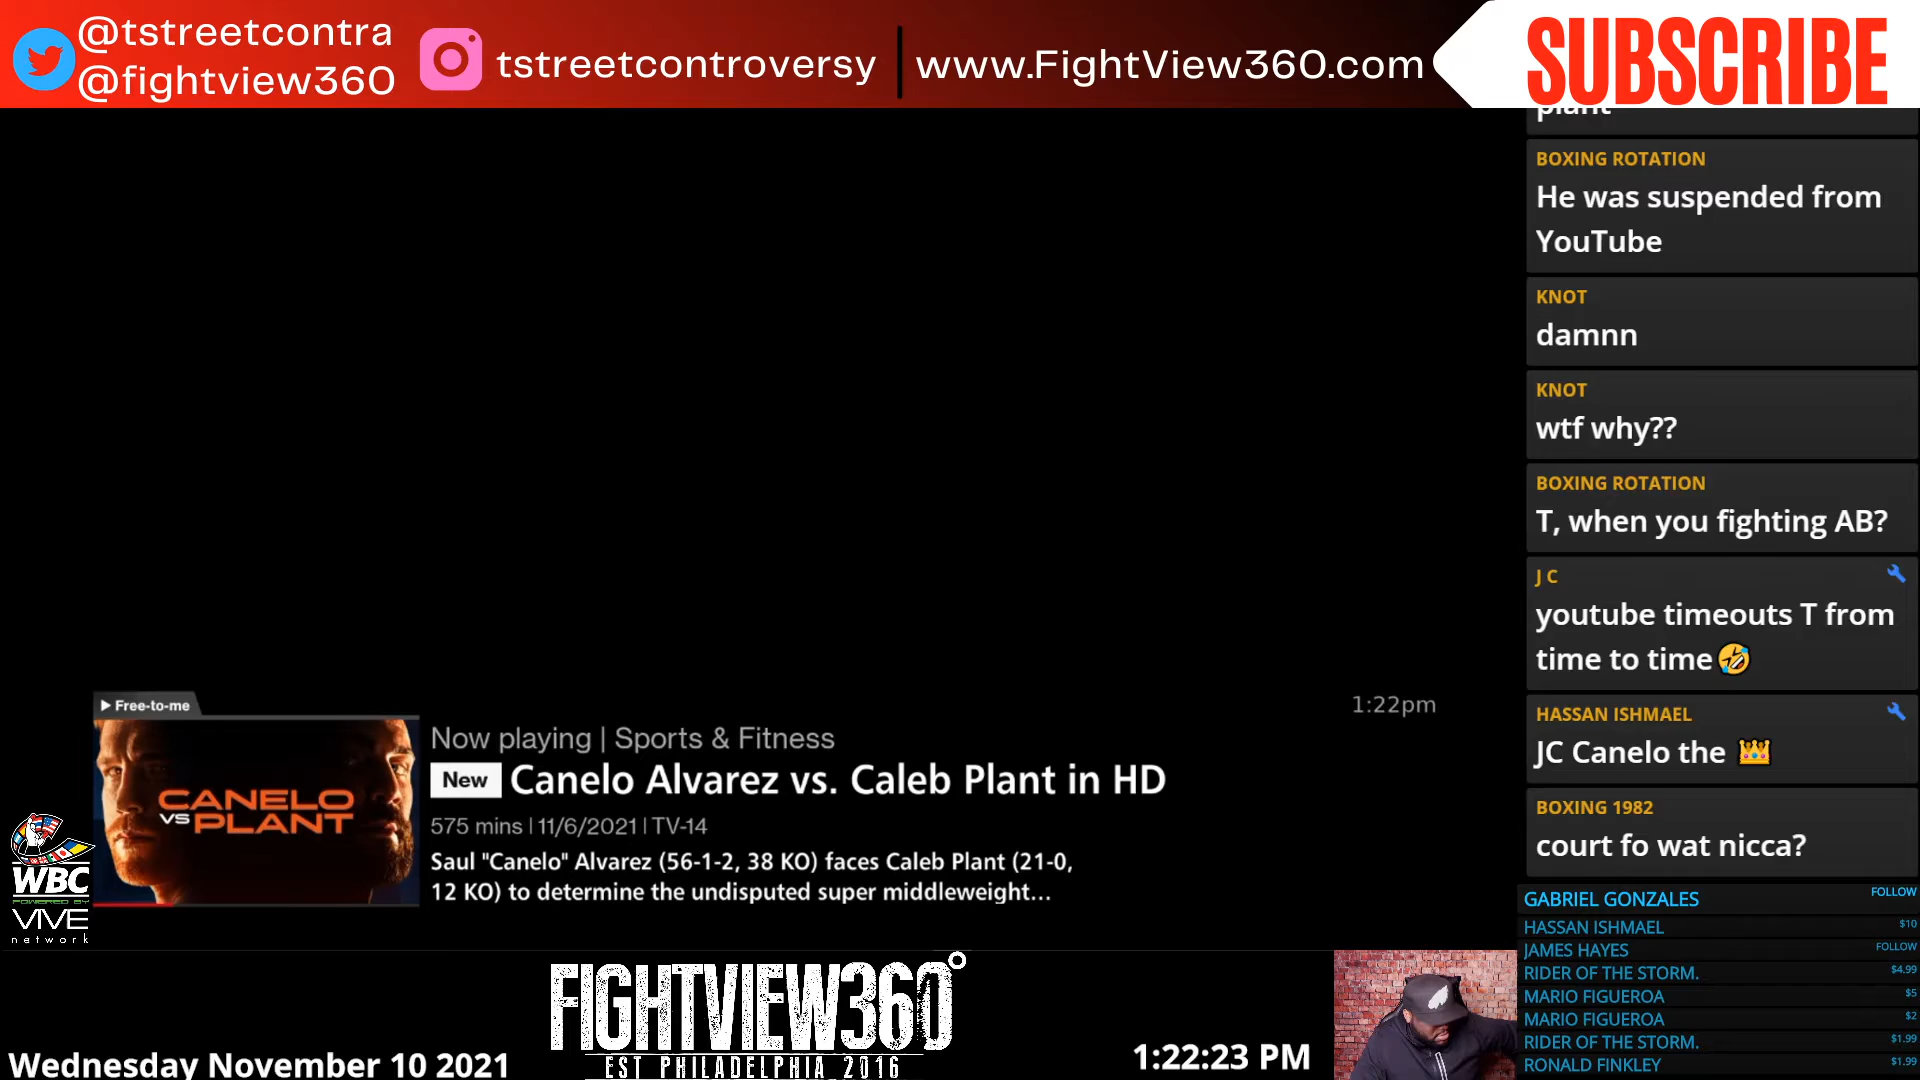 @tstreetcontra
@fightview360
tstreetcontroversy
www.FightView360.com
SUBSCRIBE
plant
BOXING ROTATION
He was suspended from
YouTube
KNOT
damnn
KNOT
wtf why??
BOXING ROTATION
T, when you fighting AB?
J C
youtube timeouts T from
time to time🤣
HASSAN ISHMAEL
JC Canelo the 👑
BOXING 1982
court fo wat nicca?
Free-to-me
1:22pm
CANELO
VS PLANT
Now playing | Sports & Fitness
New Canelo Alvarez vs. Caleb Plant in HD
575 mins | 11/6/2021 | TV-14
Saul "Canelo" Alvarez (56-1-2, 38 KO) faces Caleb Plant (21-0,
12 KO) to determine the undisputed super middleweight...
WBC
POWERED BY
VIVE
network
GABRIEL GONZALES FOLLOW
HASSAN ISHMAEL $10
JAMES HAYES FOLLOW
RIDER OF THE STORM. $4.99
MARIO FIGUEROA $5
MARIO FIGUEROA $2
RIDER OF THE STORM. $1.99
RONALD FINKLEY $1.99
FIGHTVIEW360°
EST PHILADELPHIA 2016
Wednesday November 10 2021
1:22:23 PM